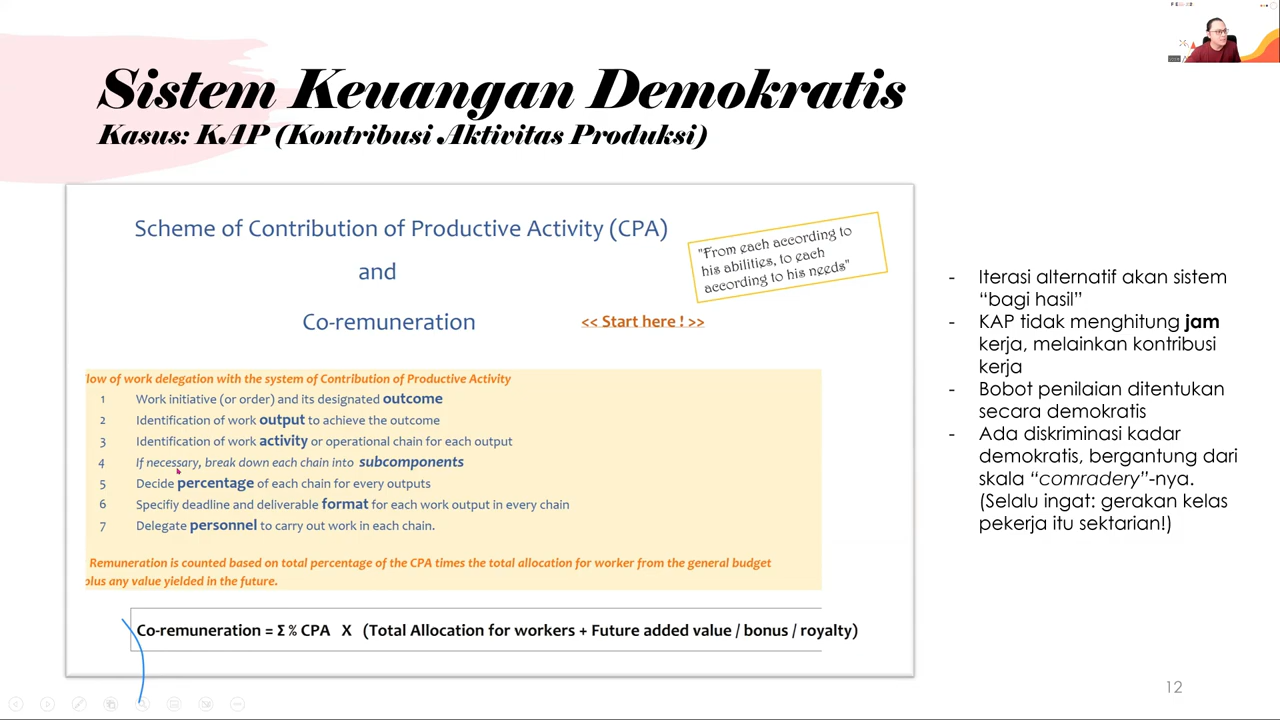 Sistem Keuangan Demokratis
Kasus: KAP (Kontribusi Aktivitas Produksi)
Scheme of Contribution of Productive Activity (CPA)
and
Co-remuneration
<< Start here ! >>
"From each according to
his abilities, to each
according to his needs"
low of work delegation with the system of Contribution of Productive Activity
1 Work initiative (or order) and its designated outcome
2 Identification of work output to achieve the outcome
3 Identification of work activity or operational chain for each output
4 If necessary, break down each chain into subcomponents
5 Decide percentage of each chain for every outputs
6 Specifiy deadline and deliverable format for each work output in every chain
7 Delegate personnel to carry out work in each chain.
Remuneration is counted based on total percentage of the CPA times the total allocation for worker from the general budget
plus any value yielded in the future.
Co-remuneration = Σ % CPA X (Total Allocation for workers + Future added value / bonus / royalty)
- Iterasi alternatif akan sistem
"bagi hasil"
- KAP tidak menghitung jam
kerja, melainkan kontribusi
kerja
- Bobot penilaian ditentukan
secara demokratis
- Ada diskriminasi kadar
demokratis, bergantung dari
skala "comradery"-nya.
(Selalu ingat: gerakan kelas
pekerja itu sektarian!)
12